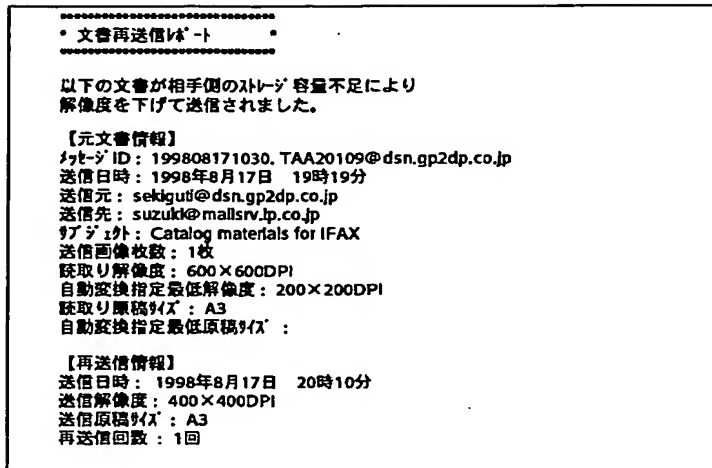 ****************************
* 文書再送信ﾚﾎﾟｰﾄ *
****************************
以下の文書が相手側のｽﾄﾚｰｼﾞ容量不足により
解像度を下げて送信されました。
【元文書情報】
ﾒｯｾｰｼﾞID : 199808171030. TAA20109@dsn.gp2dp.co.jp
送信日時 : 1998年8月17日 19時19分
送信元 : sekiguti@dsn.gp2dp.co.jp
送信先 : suzuki@mailsrv.lp.co.jp
ｻﾌﾞｼﾞｪｸﾄ : Catalog materials for IFAX
送信画像枚数 : 1枚
読取り解像度 : 600×600DPI
自動変換指定最低解像度 : 200×200DPI
読取り原稿ｻｲｽﾞ : A3
自動変換指定最低原稿ｻｲｽﾞ :
【再送信情報】
送信日時 : 1998年8月17日 20時10分
送信解像度 : 400×400DPI
送信原稿ｻｲｽﾞ : A3
再送信回数 : 1回